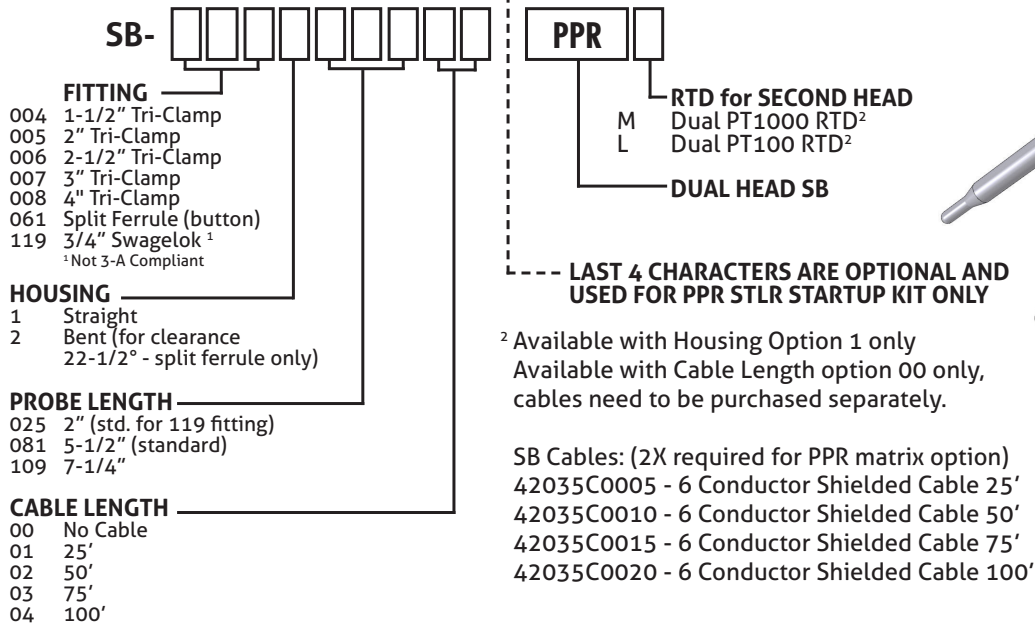 SB-
PPR
FITTING
004 1-1/2" Tri-Clamp
005 2" Tri-Clamp
006 2-1/2" Tri-Clamp
007 3" Tri-Clamp
008 4" Tri-Clamp
061 Split Ferrule (button)
119 3/4" Swagelok ¹
¹ Not 3-A Compliant
HOUSING
1 Straight
2 Bent (for clearance
22-1/2° - split ferrule only)
PROBE LENGTH
025 2" (std. for 119 fitting)
081 5-1/2" (standard)
109 7-1/4"
CABLE LENGTH
00 No Cable
01 25'
02 50'
03 75'
04 100'
RTD for SECOND HEAD
M Dual PT1000 RTD²
L Dual PT100 RTD²
DUAL HEAD SB
LAST 4 CHARACTERS ARE OPTIONAL AND
USED FOR PPR STLR STARTUP KIT ONLY
² Available with Housing Option 1 only
Available with Cable Length option 00 only,
cables need to be purchased separately.
SB Cables: (2X required for PPR matrix option)
42035C0005 - 6 Conductor Shielded Cable 25'
42035C0010 - 6 Conductor Shielded Cable 50'
42035C0015 - 6 Conductor Shielded Cable 75'
42035C0020 - 6 Conductor Shielded Cable 100'